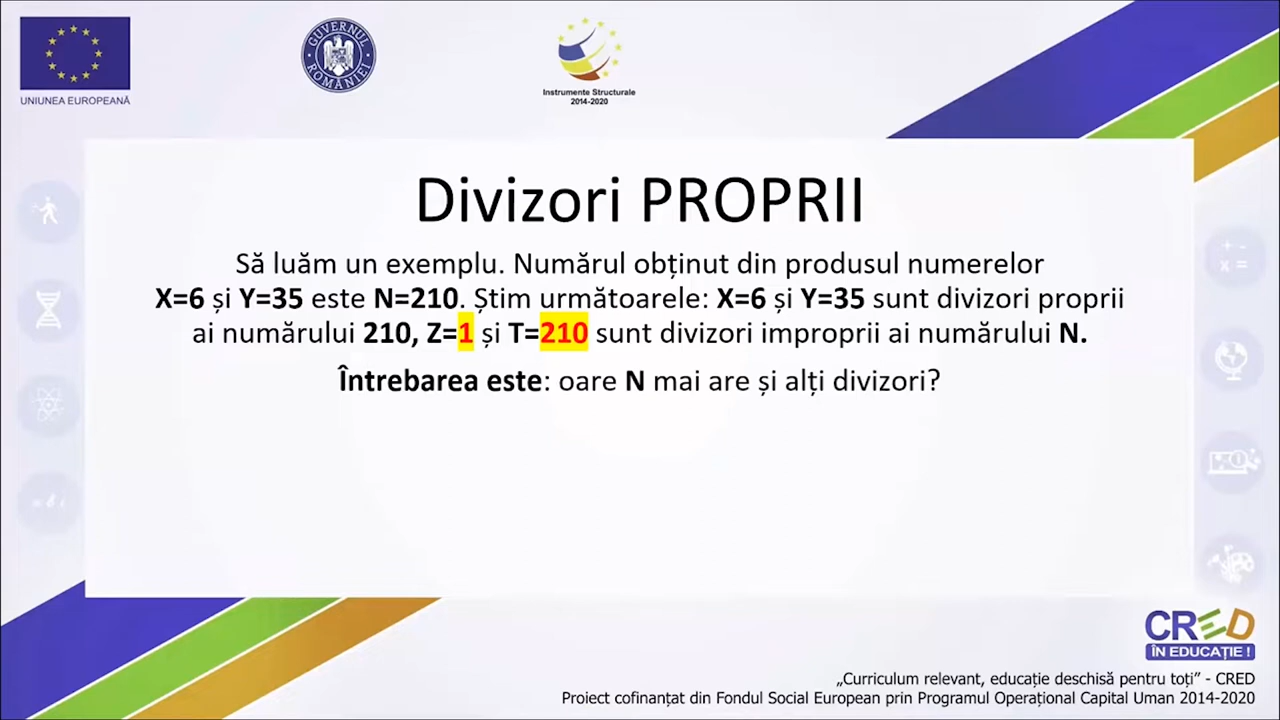 UNIUNEA EUROPEANĂ
GUVERNUL ROMÂNIEI
Instrumente Structurale
2014-2020
Divizori PROPRII
Să luăm un exemplu. Numărul obținut din produsul numerelor
X=6 și Y=35 este N=210. Știm următoarele: X=6 și Y=35 sunt divizori proprii
ai numărului 210, Z=1 și T=210 sunt divizori improprii ai numărului N.
Întrebarea este: oare N mai are și alți divizori?
CRED
ÎN EDUCAȚIE !
„Curriculum relevant, educație deschisă pentru toți” - CRED
Proiect cofinanțat din Fondul Social European prin Programul Operațional Capital Uman 2014-2020